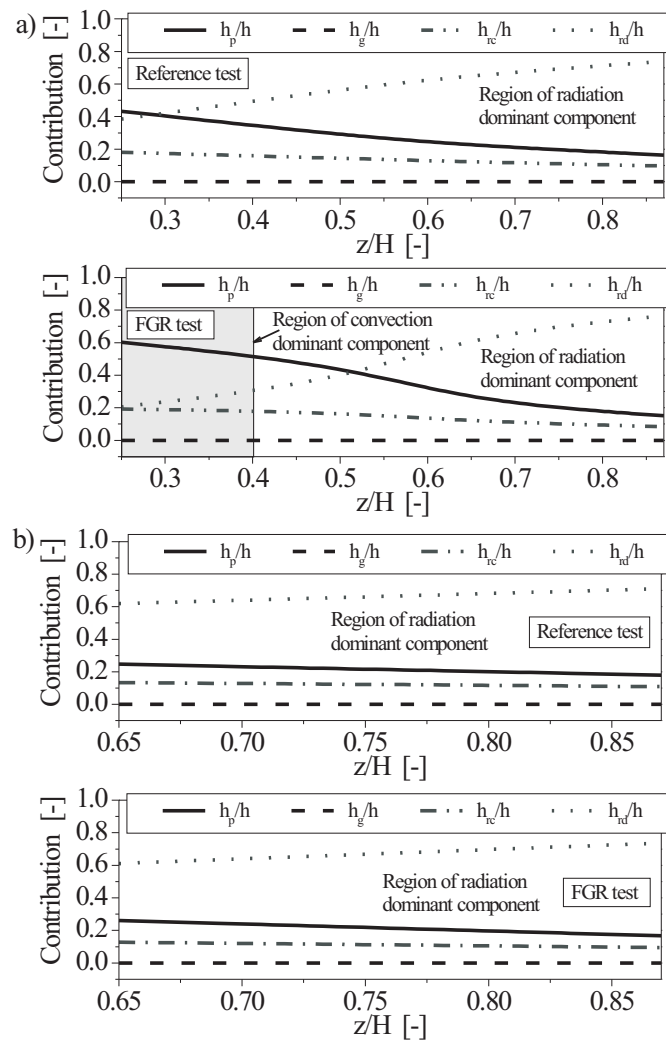 a)
h_p/h h_g/h h_rc/h h_rd/h
Reference test
Region of radiation
dominant component
Contribution [-]
1.0
0.8
0.6
0.4
0.2
0.0
0.3 0.4 0.5 0.6 0.7 0.8
z/H [-]
h_p/h h_g/h h_rc/h h_rd/h
FGR test
Region of convection
dominant component
Region of radiation
dominant component
Contribution [-]
1.0
0.8
0.6
0.4
0.2
0.0
0.3 0.4 0.5 0.6 0.7 0.8
z/H [-]
b)
h_p/h h_g/h h_rc/h h_rd/h
Region of radiation
dominant component
Reference test
Contribution [-]
1.0
0.8
0.6
0.4
0.2
0.0
0.65 0.70 0.75 0.80 0.85
z/H [-]
h_p/h h_g/h h_rc/h h_rd/h
Region of radiation
dominant component
FGR test
Contribution [-]
1.0
0.8
0.6
0.4
0.2
0.0
0.65 0.70 0.75 0.80 0.85
z/H [-]